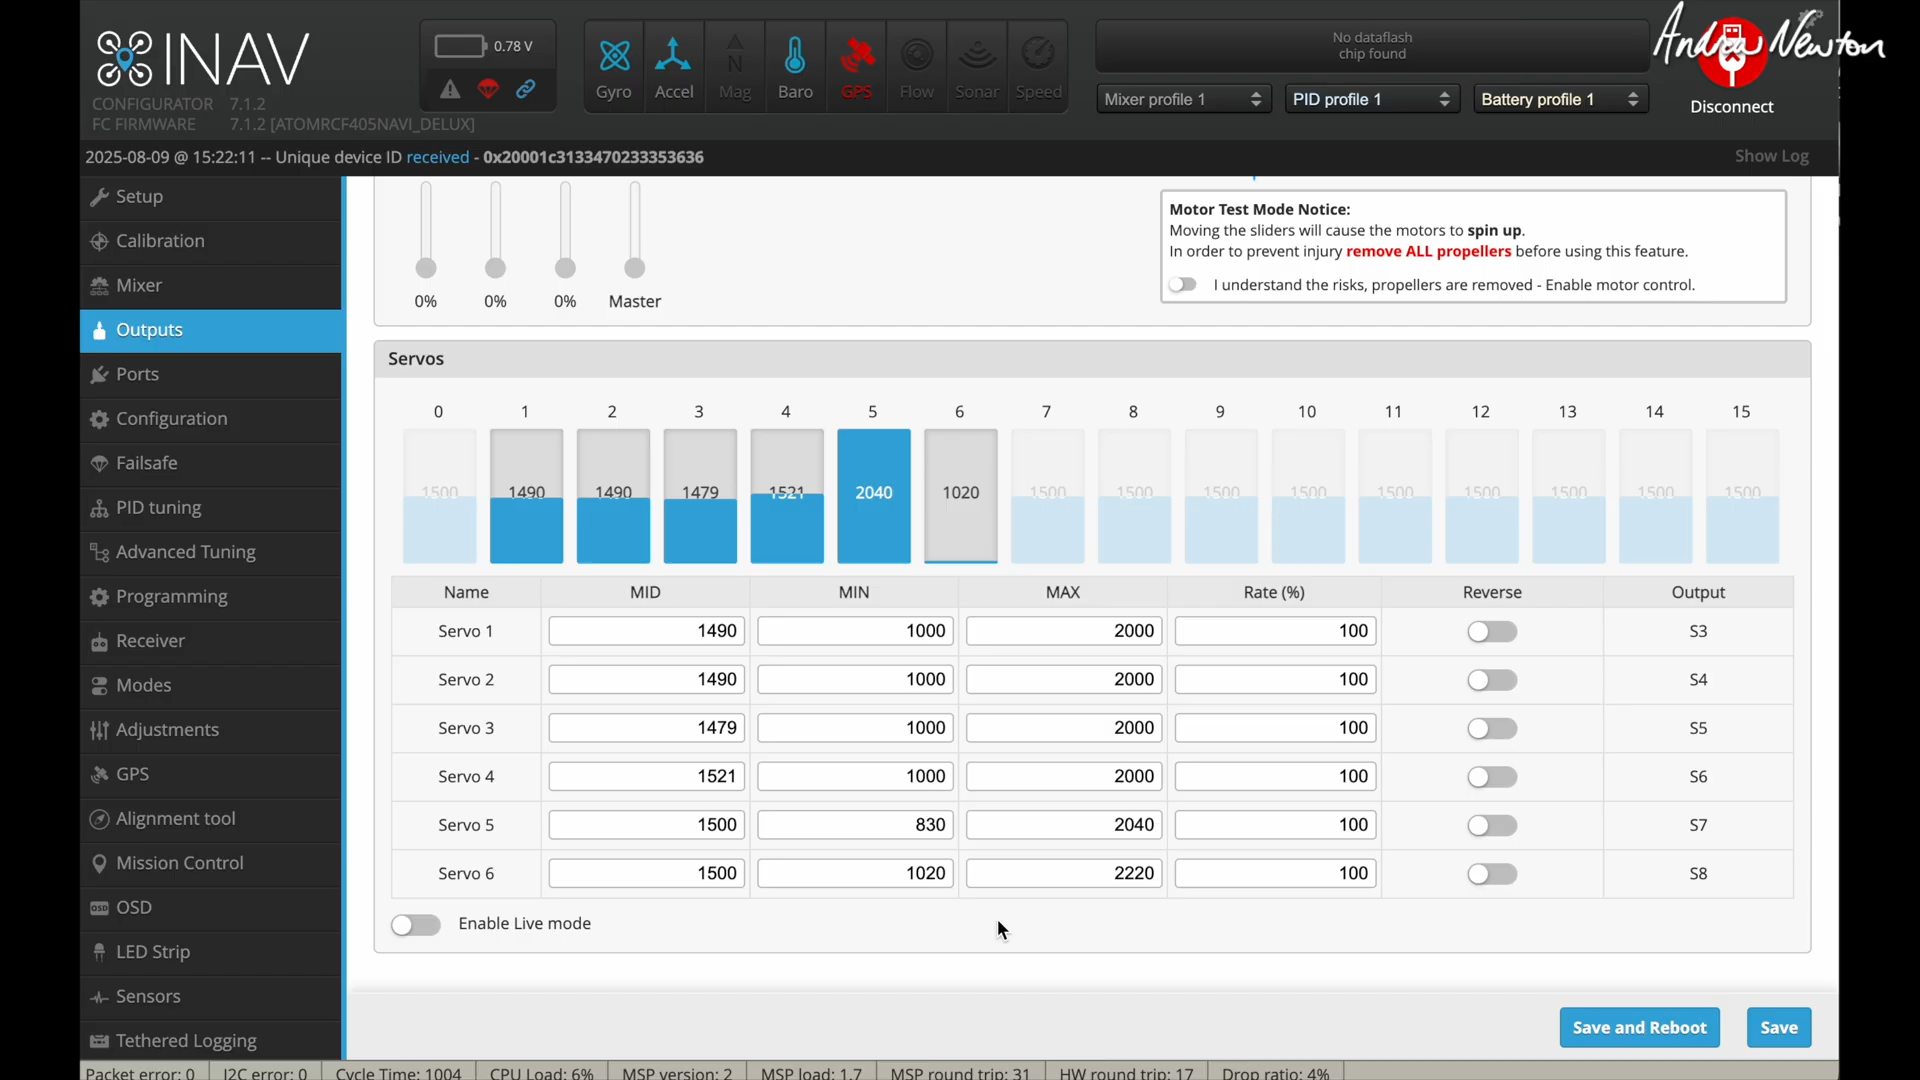 INAV
CONFIGURATOR 7.1.2
FC FIRMWARE 7.1.2 [ATOMRCF405NAVI_DELUX]
0.78 V
Gyro
Accel
Mag
Baro
GPS
Flow
Sonar
Speed
No dataflash
chip found
Mixer profile 1
PID profile 1
Battery profile 1
Andrew Newton
Disconnect
2025-08-09 @ 15:22:11 -- Unique device ID received - 0x20001c3133470233353636
Show Log
Setup
Calibration
Mixer
Outputs
Ports
Configuration
Failsafe
PID tuning
Advanced Tuning
Programming
Receiver
Modes
Adjustments
GPS
Alignment tool
Mission Control
OSD
LED Strip
Sensors
Tethered Logging
0% 0% 0% Master
Motor Test Mode Notice:
Moving the sliders will cause the motors to spin up.
In order to prevent injury remove ALL propellers before using this feature.
I understand the risks, propellers are removed - Enable motor control.
Servos
0 1 2 3 4 5 6 7 8 9 10 11 12 13 14 15
1500 1490 1490 1479 1521 2040 1020 1500 1500 1500 1500 1500 1500 1500 1500 1500
Name MID MIN MAX Rate (%) Reverse Output
Servo 1 1490 1000 2000 100 S3
Servo 2 1490 1000 2000 100 S4
Servo 3 1479 1000 2000 100 S5
Servo 4 1521 1000 2000 100 S6
Servo 5 1500 830 2040 100 S7
Servo 6 1500 1020 2220 100 S8
Enable Live mode
Save and Reboot
Save
Packet error: 0 I2C error: 0 Cycle Time: 1004 CPU Load: 6% MSP version: 2 MSP load: 1.7 MSP round trip: 31 HW round trip: 17 Drop ratio: 4%